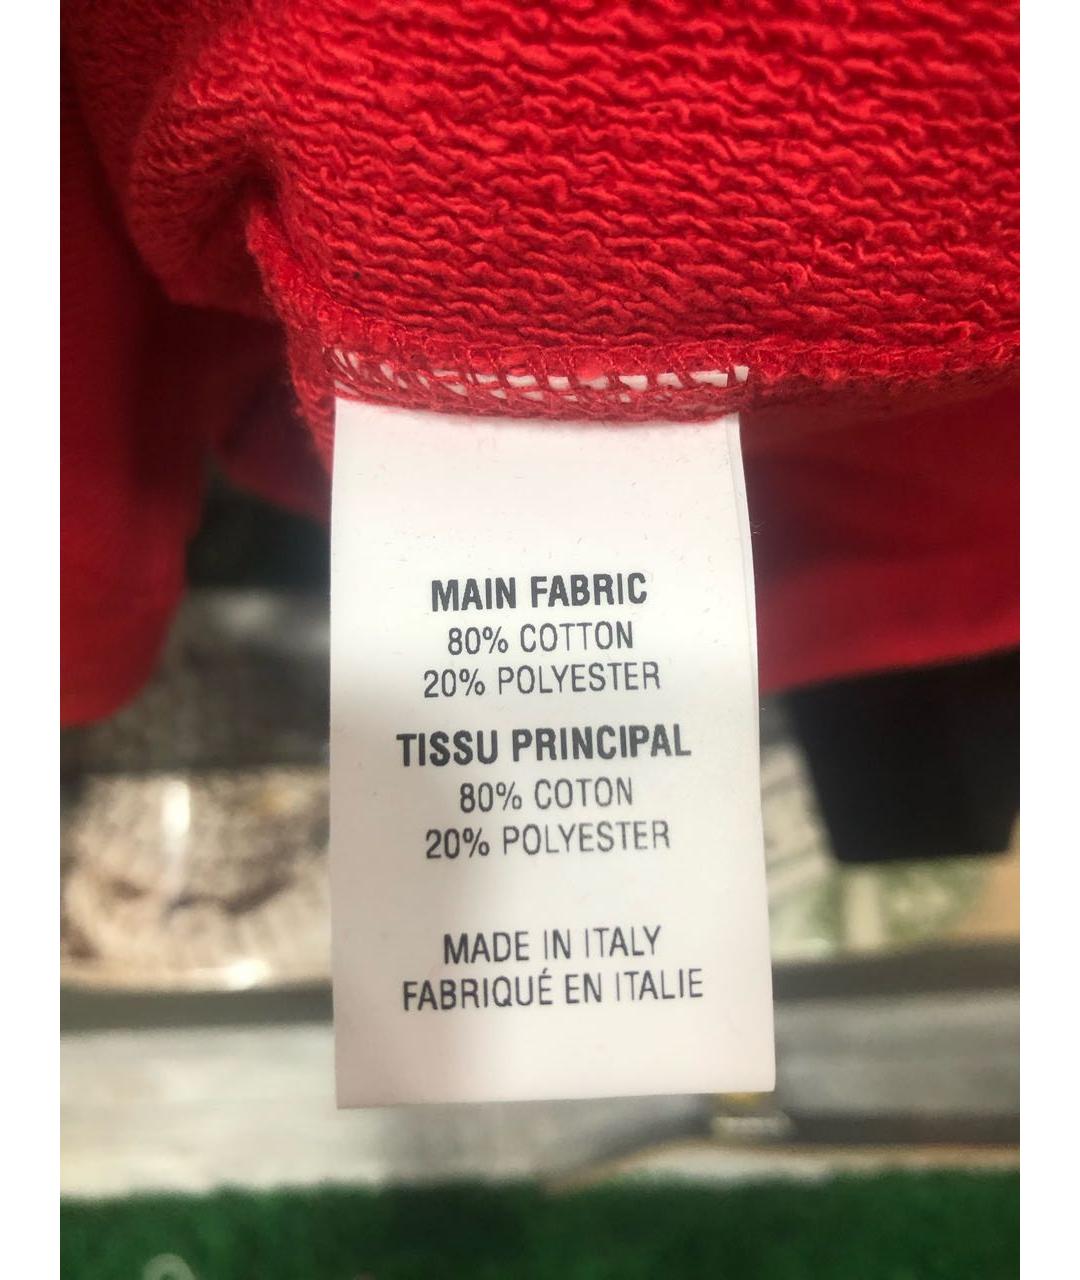 MAIN FABRIC
80% COTTON
20% POLYESTER
TISSU PRINCIPAL
80% COTON
20% POLYESTER
MADE IN ITALY
FABRIQUÉ EN ITALIE